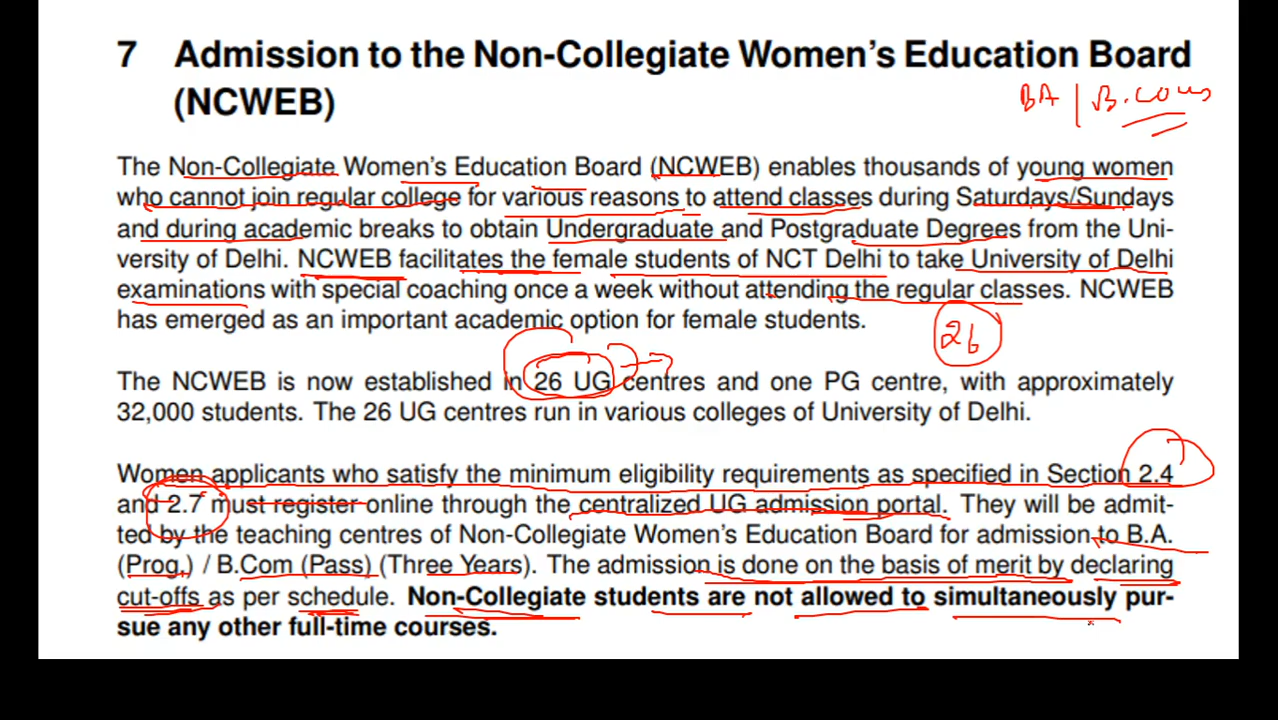 7 Admission to the Non-Collegiate Women's Education Board
(NCWEB)
BA | B.com
The Non-Collegiate Women's Education Board (NCWEB) enables thousands of young women
who cannot join regular college for various reasons to attend classes during Saturdays/Sundays
and during academic breaks to obtain Undergraduate and Postgraduate Degrees from the Uni-
versity of Delhi. NCWEB facilitates the female students of NCT Delhi to take University of Delhi
examinations with special coaching once a week without attending the regular classes. NCWEB
has emerged as an important academic option for female students.
26
The NCWEB is now established in 26 UG centres and one PG centre, with approximately
32,000 students. The 26 UG centres run in various colleges of University of Delhi.
Women applicants who satisfy the minimum eligibility requirements as specified in Section 2.4
and 2.7 must register online through the centralized UG admission portal. They will be admit-
ted by the teaching centres of Non-Collegiate Women's Education Board for admission to B.A.
(Prog.) / B.Com (Pass) (Three Years). The admission is done on the basis of merit by declaring
cut-offs as per schedule. Non-Collegiate students are not allowed to simultaneously pur-
sue any other full-time courses.